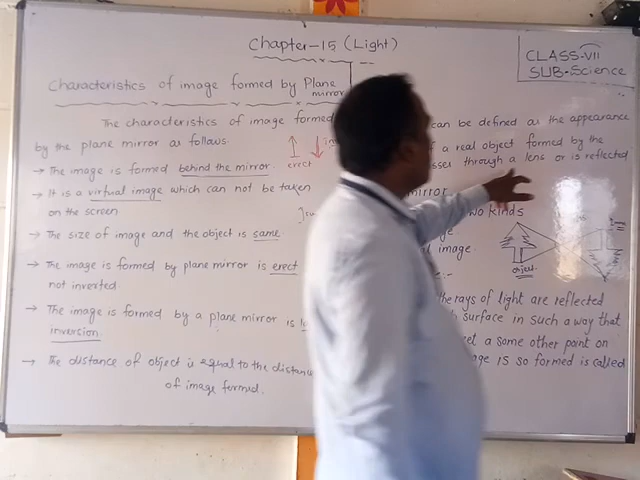 Chapter-15 (Light)
CLASS-VII
SUB-Science
Characteristics of image formed by Plane
mirror
The characteristics of image formed
by the plane mirror as follows.
erect
→ The image is formed behind the mirror.
→ It is a virtual image which can not be taken
on the screen
→ The size of image and the object is same
→ The image is formed by plane mirror is erect
not inverted
→ The image is formed by a plane mirror is
inversion
→ The distance of object is equal to the distance
of image formed.
can be defined as the appearance
a real object formed by the
through a lens or is reflected
mirror.
two kinds
image
object
:-
the rays of light are reflected
surface in such a way that
a some other point on
is so formed is called